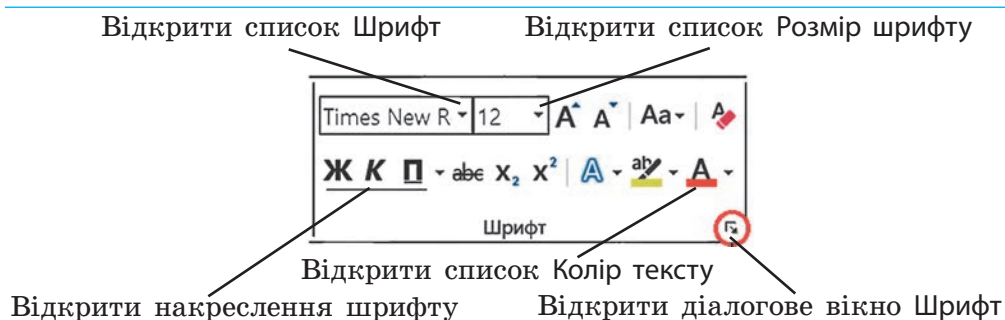 Відкрити список Шрифт Відкрити список Розмір шрифту
Times New R 12 A A Aa A
Ж К П abc X₂ X² A ab A
Шрифт
Відкрити список Колір тексту
Відкрити накреслення шрифту Відкрити діалогове вікно Шрифт